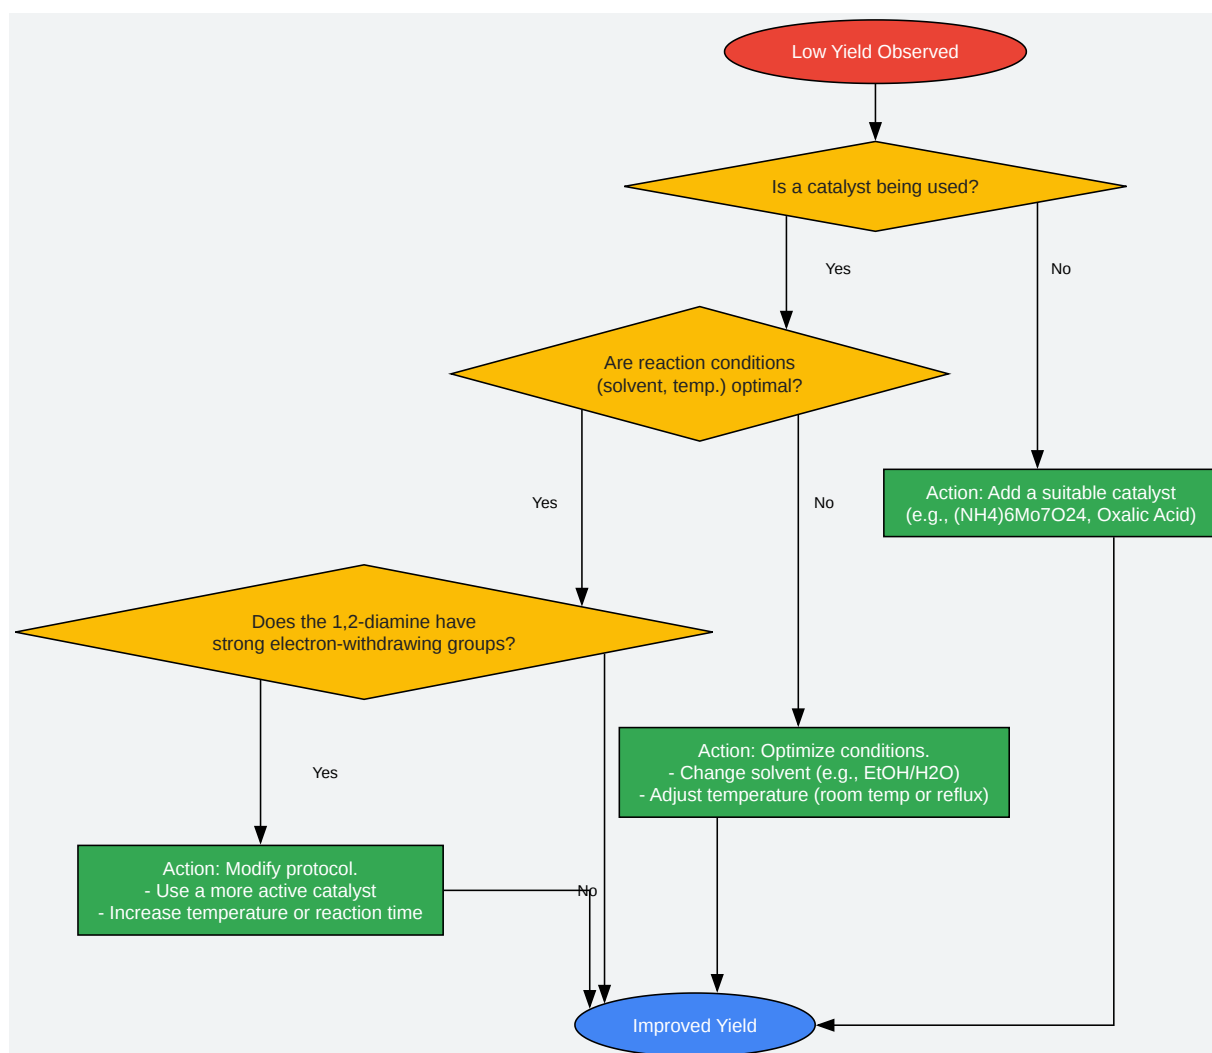 Low Yield Observed
Is a catalyst being used?
Yes
No
Are reaction conditions
(solvent, temp.) optimal?
Yes
No
Action: Add a suitable catalyst
(e.g., (NH4)6Mo7O24, Oxalic Acid)
Does the 1,2-diamine have
strong electron-withdrawing groups?
Yes
Action: Optimize conditions.
- Change solvent (e.g., EtOH/H2O)
- Adjust temperature (room temp or reflux)
Action: Modify protocol.
- Use a more active catalyst
- Increase temperature or reaction time
No
Improved Yield